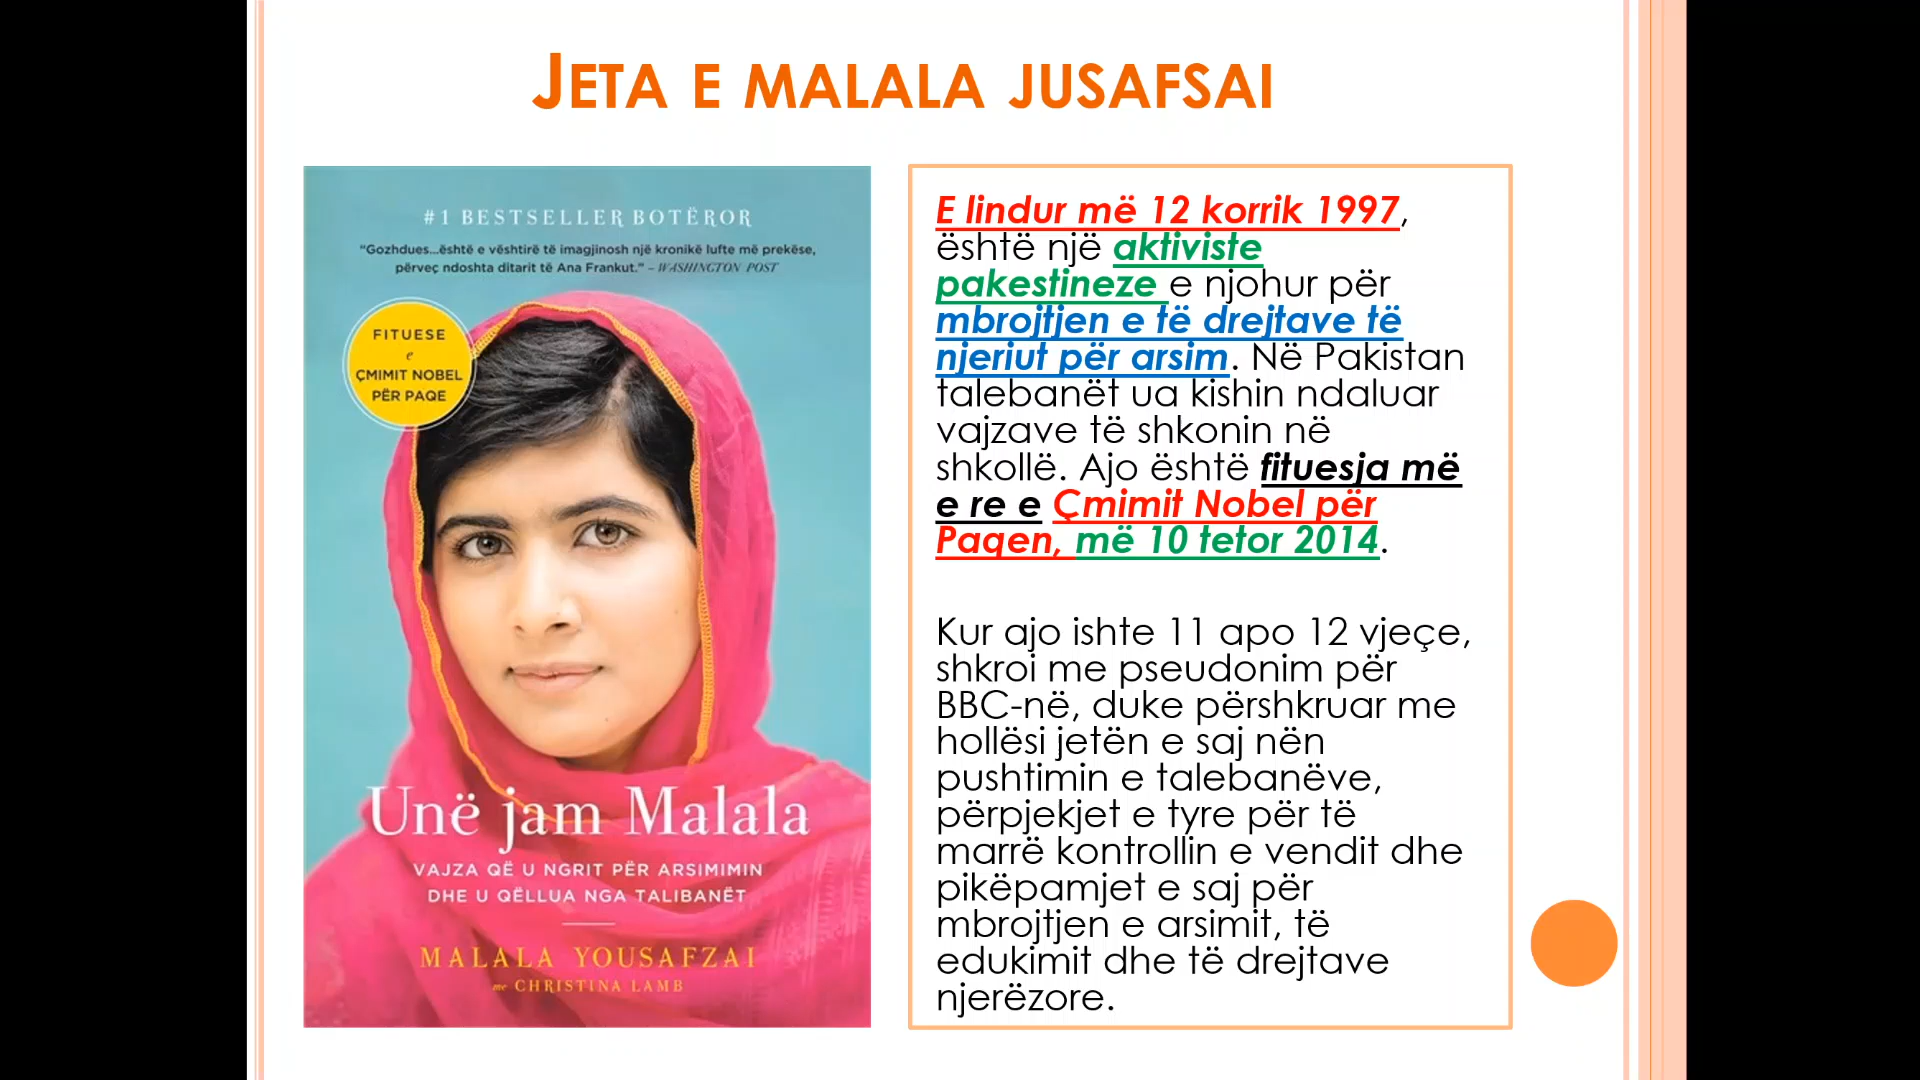 JETA E MALALA JUSAFSAI
#1 BESTSELLER BOTËROR
"Gozhdues...është e vështirë të imagjinosh një kronikë lufte më prekëse,
përveç ndoshta ditarit të Ana Frankut." – WASHINGTON POST
FITUESE
e
ÇMIMIT NOBEL
PËR PAQE
Unë jam Malala
VAJZA QË U NGRIT PËR ARSIMIMIN
DHE U QËLLUA NGA TALIBANËT
MALALA YOUSAFZAI
me CHRISTINA LAMB
E lindur më 12 korrik 1997,
është një aktiviste
pakestineze e njohur për
mbrojtjen e të drejtave të
njeriut për arsim. Në Pakistan
talebanët ua kishin ndaluar
vajzave të shkonin në
shkollë. Ajo është fituesja më
e re e Çmimit Nobel për
Paqen, më 10 tetor 2014.
Kur ajo ishte 11 apo 12 vjeçe,
shkroi me pseudonim për
BBC-në, duke përshkruar me
hollësi jetën e saj nën
pushtimin e talebanëve,
përpjekjet e tyre për të
marrë kontrollin e vendit dhe
pikëpamjet e saj për
mbrojtjen e arsimit, të
edukimit dhe të drejtave
njerëzore.